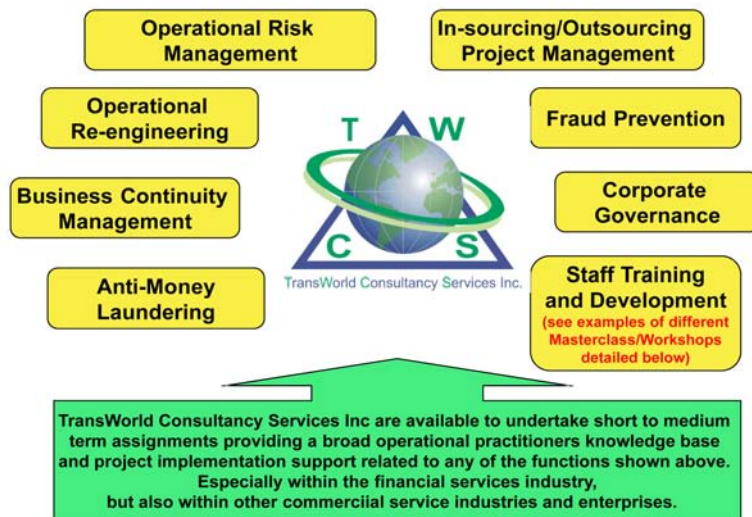 Operational Risk
Management
In-sourcing/Outsourcing
Project Management
Operational
Re-engineering
Fraud Prevention
Business Continuity
Management
Corporate
Governance
Anti-Money
Laundering
Staff Training
and Development
(see examples of different
Masterclass/Workshops
detailed below)
T W
C S
TransWorld Consultancy Services Inc.
TransWorld Consultancy Services Inc are available to undertake short to medium
term assignments providing a broad operational practitioners knowledge base
and project implementation support related to any of the functions shown above.
Especially within the financial services industry,
but also within other commerciial service industries and enterprises.